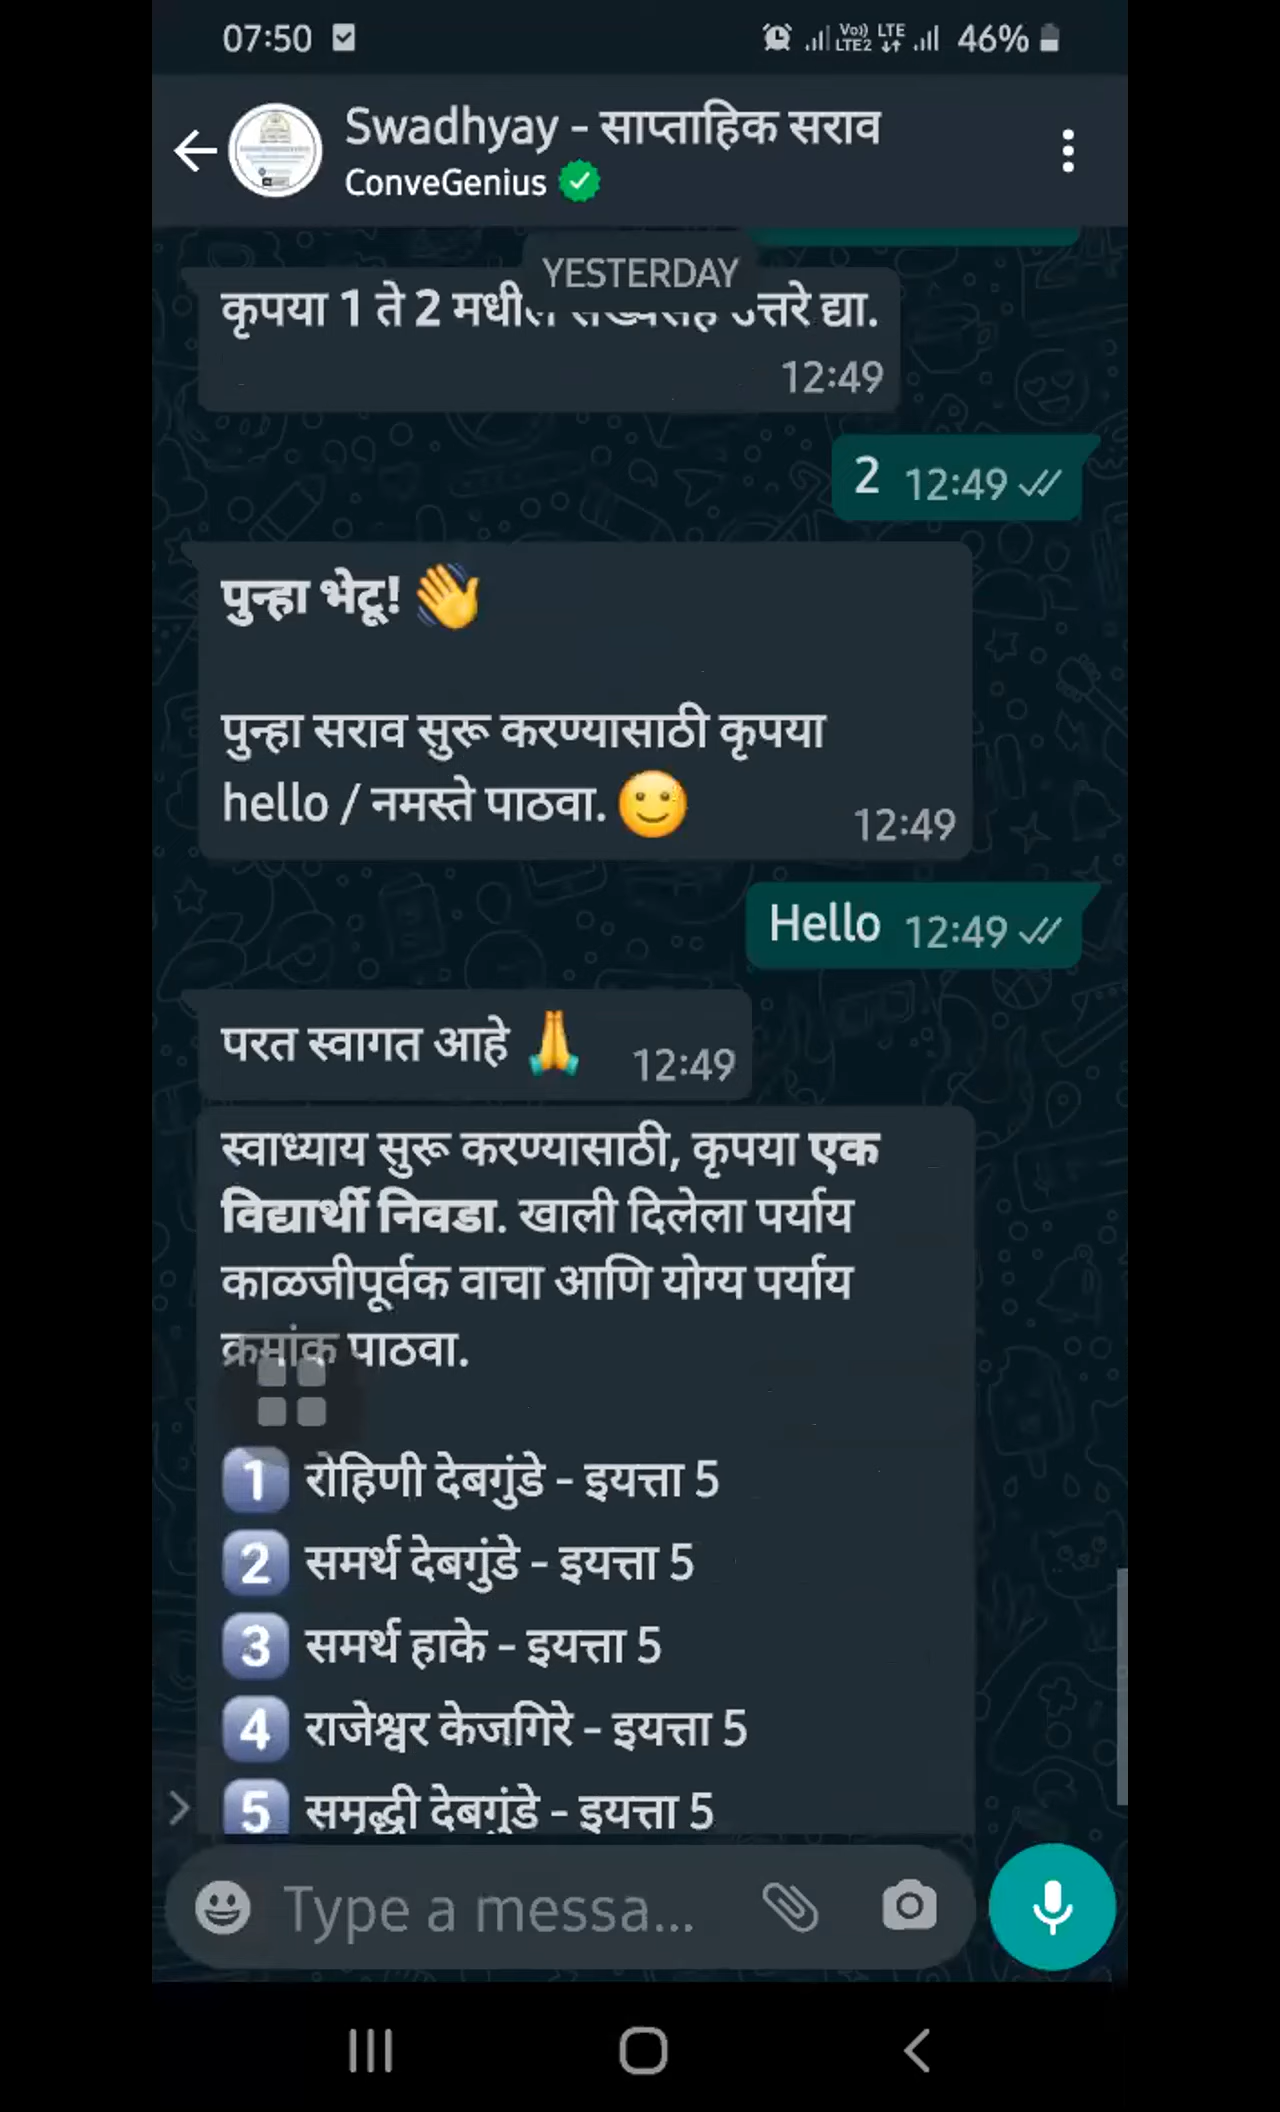 07:50
Vo)) LTE LTE2 46%
Swadhyay - साप्ताहिक सराव
ConveGenius
YESTERDAY
कृपया 1 ते 2 मधील उत्तरे द्या.
12:49
2 12:49
पुन्हा भेटू! 👋
पुन्हा सराव सुरू करण्यासाठी कृपया
hello / नमस्ते पाठवा. 🙂
12:49
Hello 12:49
परत स्वागत आहे 🙏 12:49
स्वाध्याय सुरू करण्यासाठी, कृपया एक
विद्यार्थी निवडा. खाली दिलेला पर्याय
काळजीपूर्वक वाचा आणि योग्य पर्याय
क्रमांक पाठवा.
1 रोहिणी देबगुंडे - इयत्ता 5
2 समर्थ देबगुंडे - इयत्ता 5
3 समर्थ हाके - इयत्ता 5
4 राजेश्वर केजगिरे - इयत्ता 5
5 समृद्धी देबगुंडे - इयत्ता 5
Type a messa...